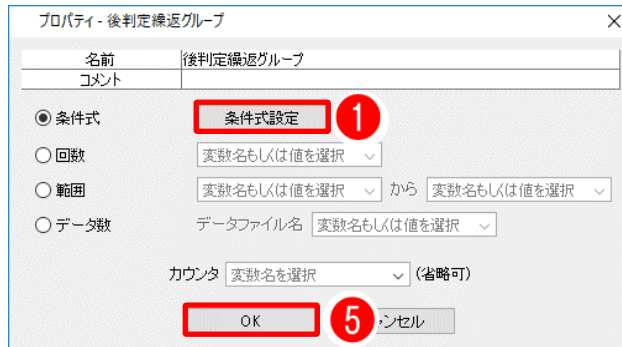 プロパティ - 後判定繰返グループ
名前 後判定繰返グループ
コメント
条件式 条件式設定 1
回数 変数名もしくは値を選択
範囲 変数名もしくは値を選択 から 変数名もしくは値を選択
データ数 データファイル名 変数名もしくは値を選択
カウンタ 変数名を選択 (省略可)
OK 5 ャンセル